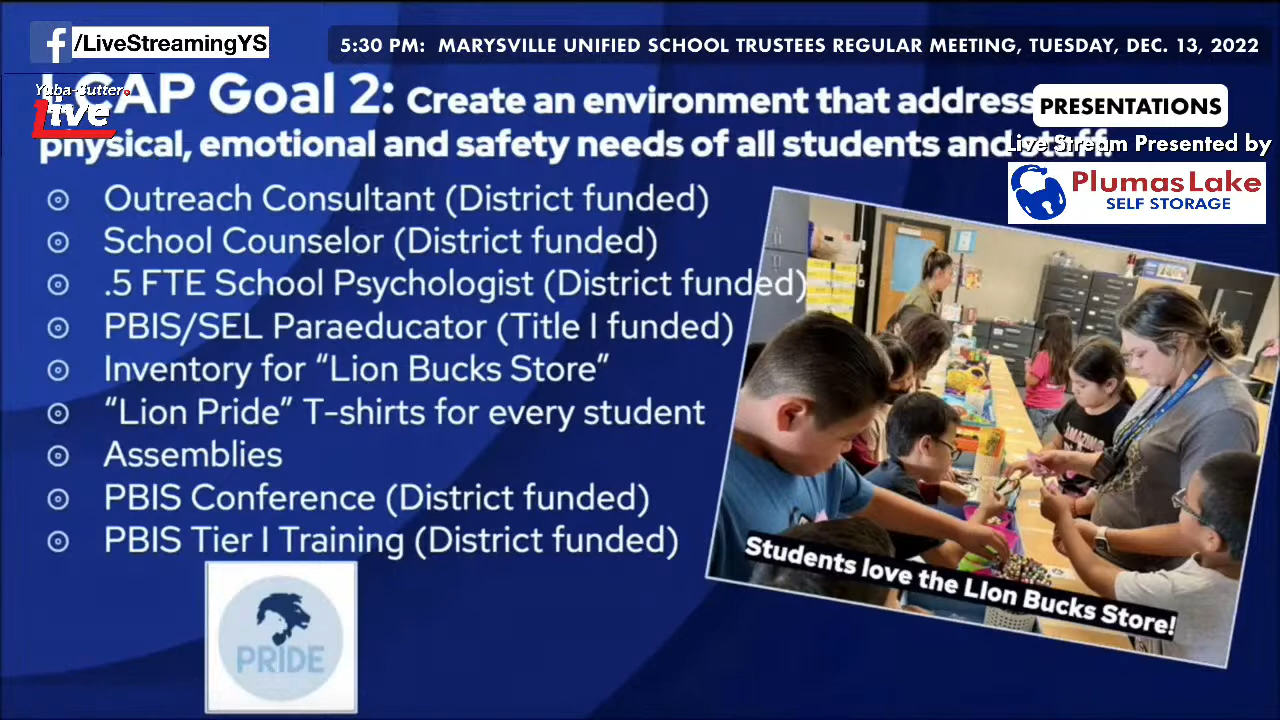 f/LiveStreamingYS
5:30 PM: MARYSVILLE UNIFIED SCHOOL TRUSTEES REGULAR MEETING, TUESDAY, DEC. 13, 2022
Yuba-Sutter
Live
LCAP Goal 2: Create an environment that address
PRESENTATIONS
physical, emotional and safety needs of all students and staff.
Live Stream Presented by
Plumas Lake
SELF STORAGE
Outreach Consultant (District funded)
School Counselor (District funded)
.5 FTE School Psychologist (District funded)
PBIS/SEL Paraeducator (Title I funded)
Inventory for “Lion Bucks Store”
“Lion Pride” T-shirts for every student
Assemblies
PBIS Conference (District funded)
PBIS Tier I Training (District funded)
Students love the LIon Bucks Store!
PRIDE